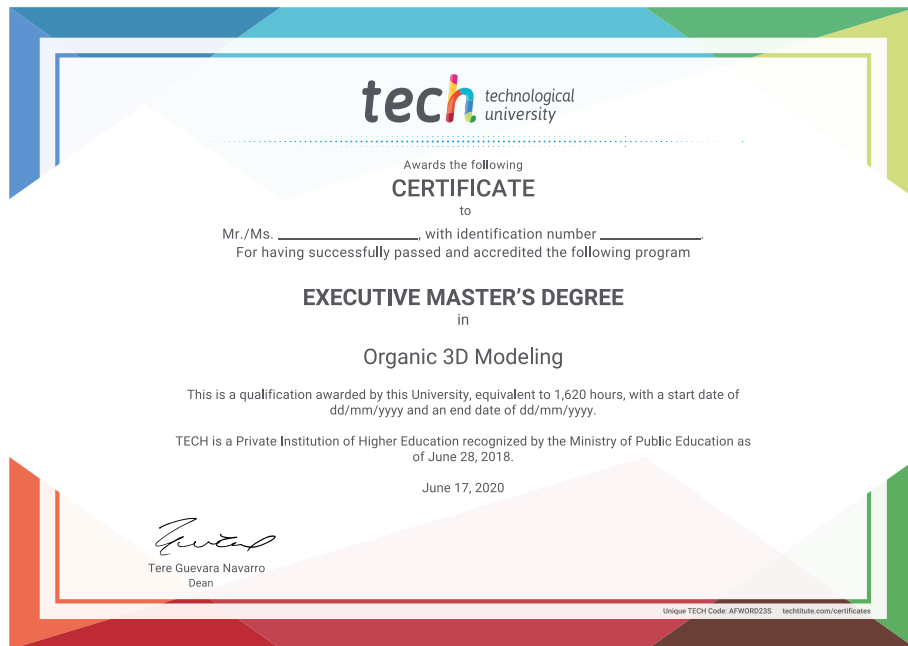 tech technological
university
Awards the following
CERTIFICATE
to
Mr./Ms. ____________________, with identification number ______________.
For having successfully passed and accredited the following program
EXECUTIVE MASTER'S DEGREE
in
Organic 3D Modeling
This is a qualification awarded by this University, equivalent to 1,620 hours, with a start date of
dd/mm/yyyy and an end date of dd/mm/yyyy.
TECH is a Private Institution of Higher Education recognized by the Ministry of Public Education as
of June 28, 2018.
June 17, 2020
Tere Guevara Navarro
Dean
Unique TECH Code: AFWORD23S techtitute.com/certificates